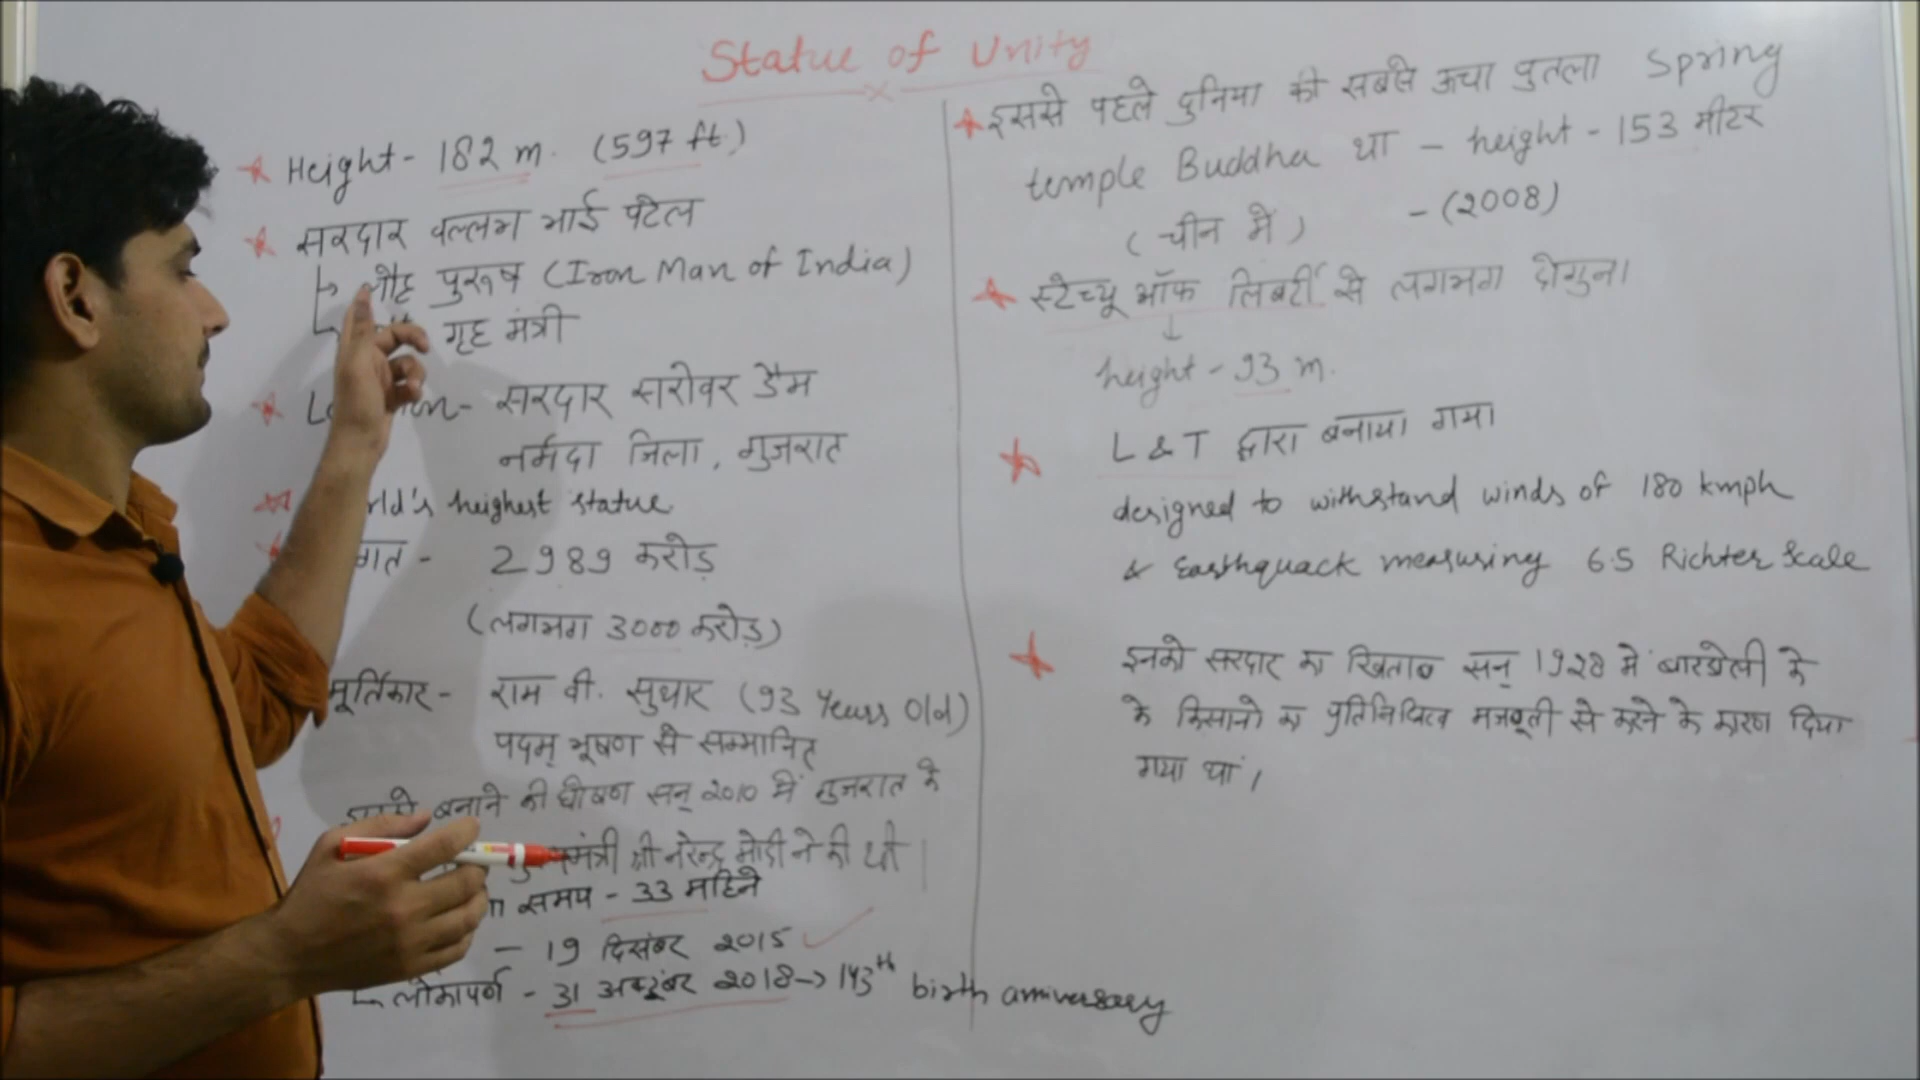 Statue of Unity
Height - 182 m. (597 ft.)
सरदार वल्लभ भाई पटेल
लौह पुरूष (Iron Man of India)
गृह मंत्री
- सरदार सरोवर डैम
नर्मदा जिला, गुजरात
heighest statue
- 2989 करोड़
(लगभग 3000 करोड़)
मूर्तिकार - राम वी. सुथार (93 Years Old)
पदम् भूषण से सम्मानित
बनाने की घोषणा सन् 2010 में गुजरात के
श्री नरेन्द्र मोदी ने की थी
समय - 33 महिने
- 19 दिसंबर 2015
लोकापर्ण - 31 अक्टूंबर 2018 → 143th birth anniversary
इससे पहले दुनिया की सबसे ऊचा पुतला Spring
temple Buddha था - height - 153 मीटर
(चीन में) - (2008)
स्टेच्यू ऑफ लिबर्टी से लगभग दोगुना
↓
height - 93 m.
L & T द्वारा बनाया गया
designed to withstand winds of 180 kmph
& Earthquack measuring 6.5 Richter Scale
इनको सरदार का खिताब सन् 1928 में बारडोली के
के किसानो का प्रतिनिधित्व मजबूती से करने के कारण दिया
गया था।